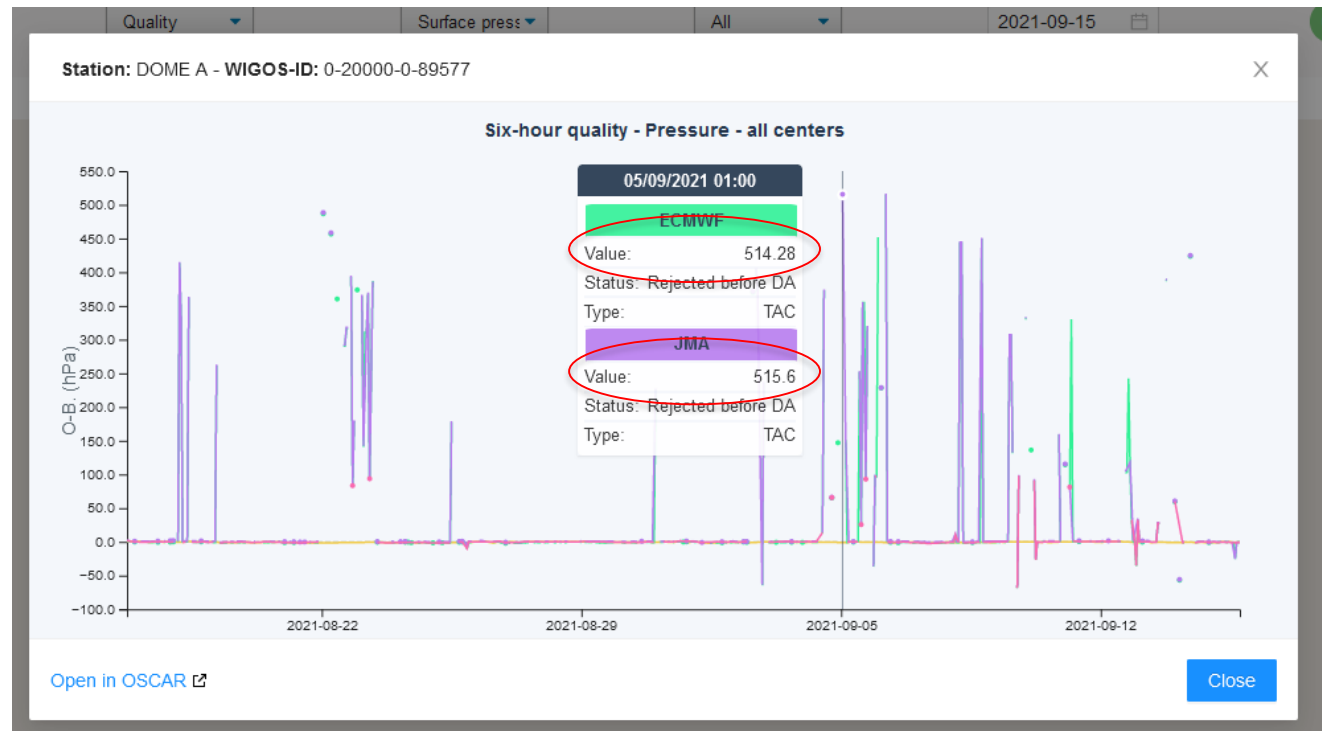 Quality Surface press All 2021-09-15
Station: DOME A - WIGOS-ID: 0-20000-0-89577
Six-hour quality - Pressure - all centers
O-B. (hPa)
550.0
500.0
450.0
400.0
350.0
300.0
250.0
200.0
150.0
100.0
50.0
0.0
−50.0
−100.0
05/09/2021 01:00
ECMWF
Value: 514.28
Status: Rejected before DA
Type: TAC
JMA
Value: 515.6
Status: Rejected before DA
Type: TAC
2021-08-22 2021-08-29 2021-09-05 2021-09-12
Open in OSCAR
Close